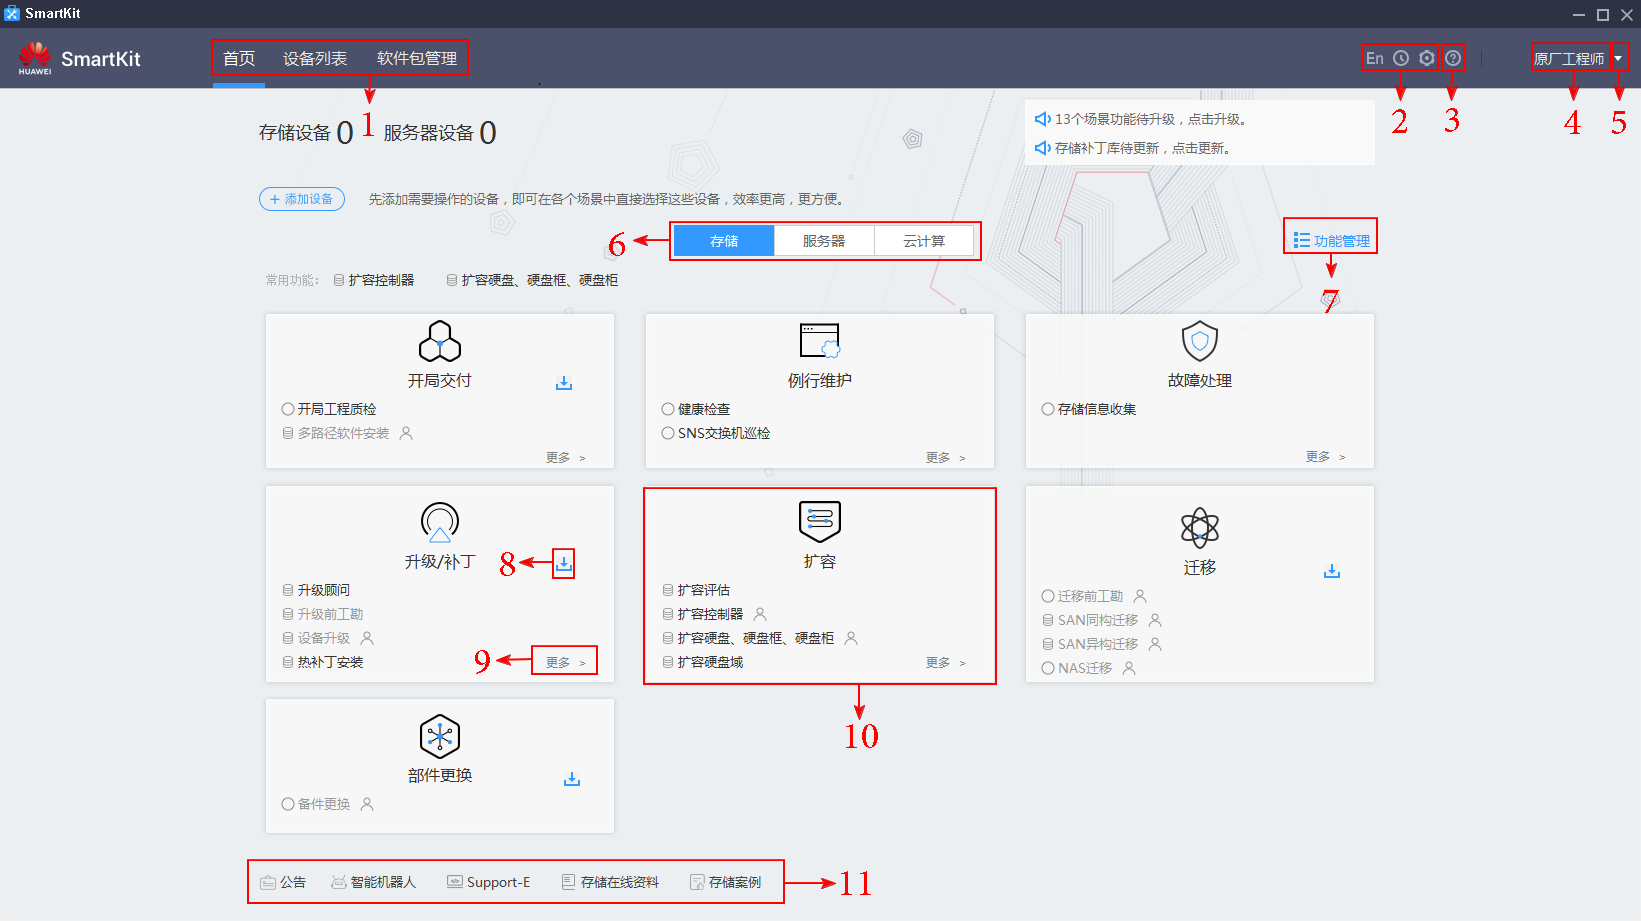 SmartKit
HUAWEI SmartKit 首页 设备列表 软件包管理 En 原厂工程师
1 2 3 4 5
存储设备 0 服务器设备 0
13个场景功能待升级，点击升级。
存储补丁库待更新，点击更新。
+ 添加设备 先添加需要操作的设备，即可在各个场景中直接选择这些设备，效率更高，更方便。
6 存储 服务器 云计算 功能管理
7
常用功能： 扩容控制器 扩容硬盘、硬盘框、硬盘柜
开局交付
开局工程质检
多路径软件安装
更多 >
例行维护
健康检查
SNS交换机巡检
更多 >
故障处理
存储信息收集
更多 >
升级/补丁
8
升级顾问
升级前工勘
设备升级
热补丁安装
9 更多 >
扩容
扩容评估
扩容控制器
扩容硬盘、硬盘框、硬盘柜
扩容硬盘域
更多 >
10
迁移
迁移前工勘
SAN同构迁移
SAN异构迁移
NAS迁移
部件更换
备件更换
公告 智能机器人 Support-E 存储在线资料 存储案例 11